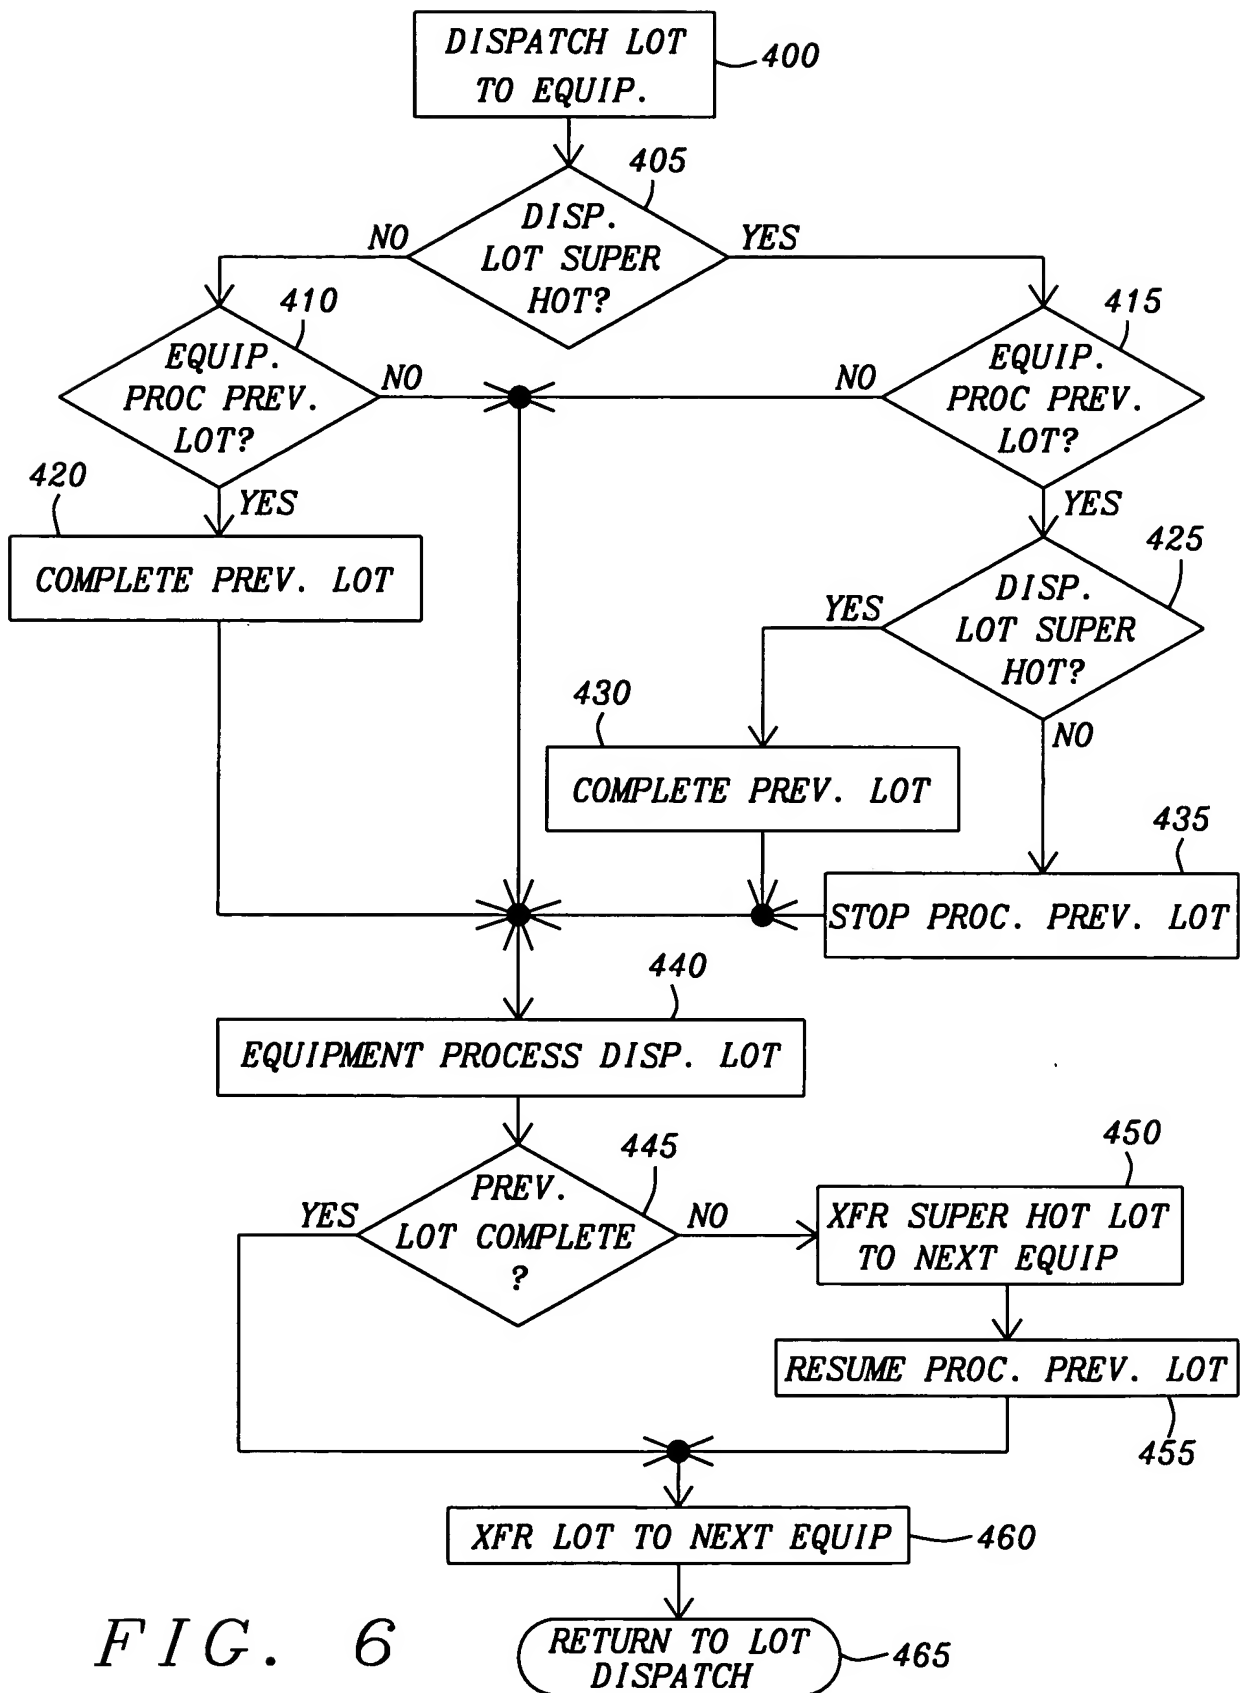 DISPATCH LOT
TO EQUIP.
400
405
DISP.
LOT SUPER
HOT?
NO
YES
410
EQUIP.
PROC PREV.
LOT?
NO
415
EQUIP.
PROC PREV.
LOT?
NO
420
YES
COMPLETE PREV. LOT
YES
425
DISP.
LOT SUPER
HOT?
YES
NO
430
COMPLETE PREV. LOT
435
STOP PROC. PREV. LOT
440
EQUIPMENT PROCESS DISP. LOT
445
PREV.
LOT COMPLETE
?
YES
NO
450
XFR SUPER HOT LOT
TO NEXT EQUIP
RESUME PROC. PREV. LOT
455
XFR LOT TO NEXT EQUIP
460
RETURN TO LOT
DISPATCH
465
FIG. 6